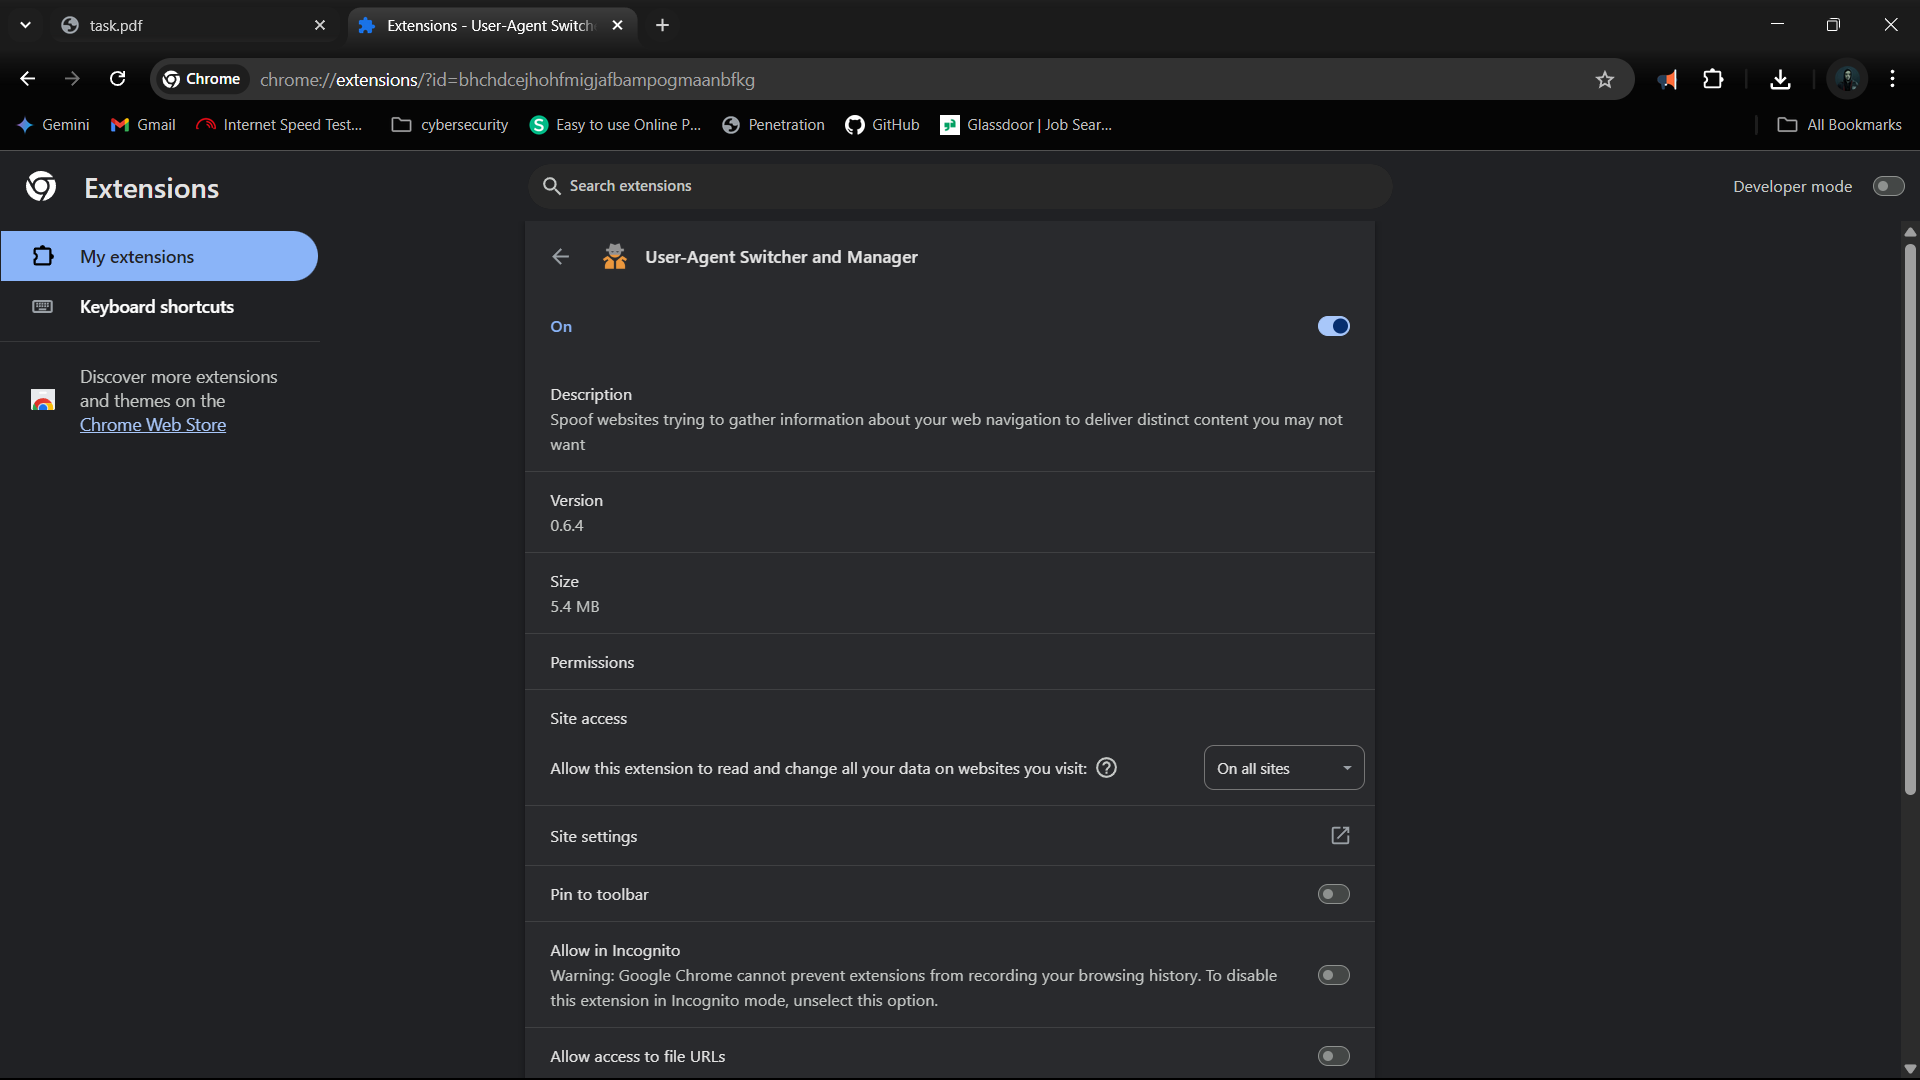 task.pdf
Extensions - User-Agent Switch
Chrome
chrome://extensions/?id=bhchdcejhohfmigjafbampogmaanbfkg
Gemini
Gmail
Internet Speed Test...
cybersecurity
Easy to use Online P...
Penetration
GitHub
Glassdoor | Job Sear...
All Bookmarks
Extensions
Search extensions
Developer mode
My extensions
Keyboard shortcuts
Discover more extensions
and themes on the
Chrome Web Store
User-Agent Switcher and Manager
On
Description
Spoof websites trying to gather information about your web navigation to deliver distinct content you may not
want
Version
0.6.4
Size
5.4 MB
Permissions
Site access
Allow this extension to read and change all your data on websites you visit:
On all sites
Site settings
Pin to toolbar
Allow in Incognito
Warning: Google Chrome cannot prevent extensions from recording your browsing history. To disable
this extension in Incognito mode, unselect this option.
Allow access to file URLs